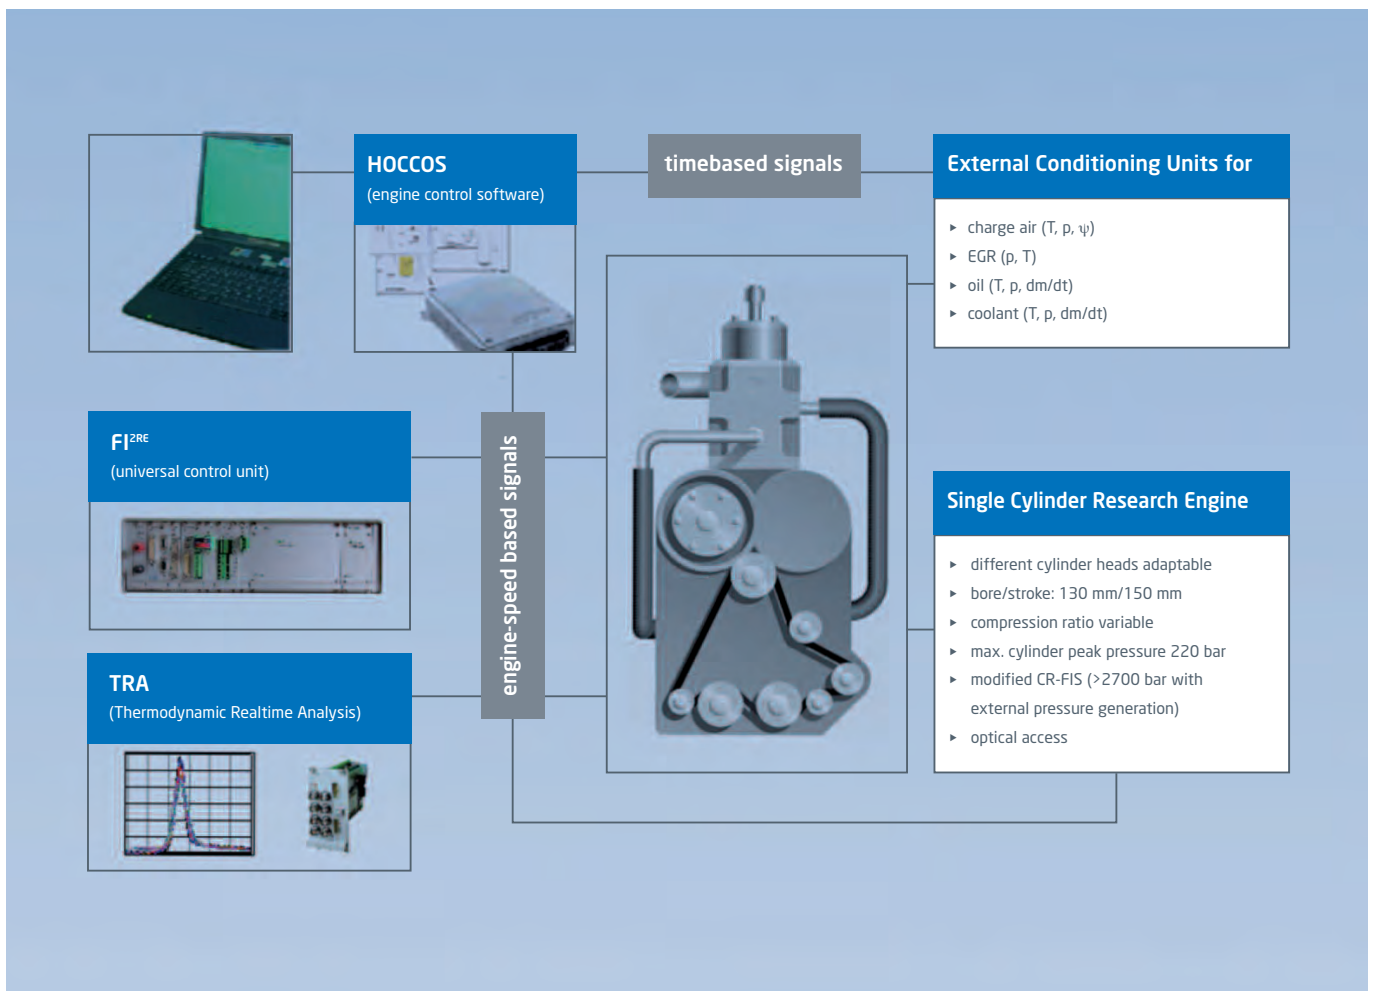 HOCCOS
(engine control software)
timebased signals
External Conditioning Units for
▸ charge air (T, p, ψ)
▸ EGR (p, T)
▸ oil (T, p, dm/dt)
▸ coolant (T, p, dm/dt)
FI²ᴿᴱ
(universal control unit)
engine-speed based signals
Single Cylinder Research Engine
▸ different cylinder heads adaptable
▸ bore/stroke: 130 mm/150 mm
▸ compression ratio variable
▸ max. cylinder peak pressure 220 bar
▸ modified CR-FIS (>2700 bar with
external pressure generation)
▸ optical access
TRA
(Thermodynamic Realtime Analysis)